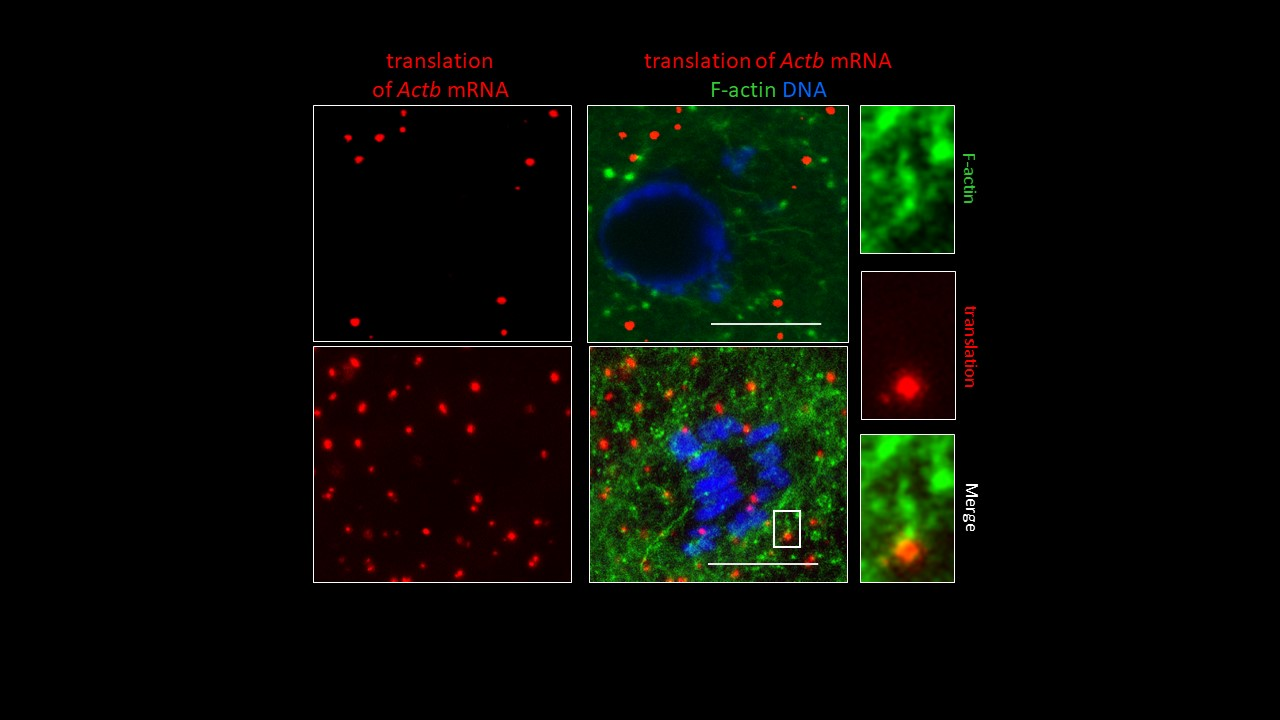 translation
of Actb mRNA
translation of Actb mRNA
F-actin DNA
F-actin
translation
Merge